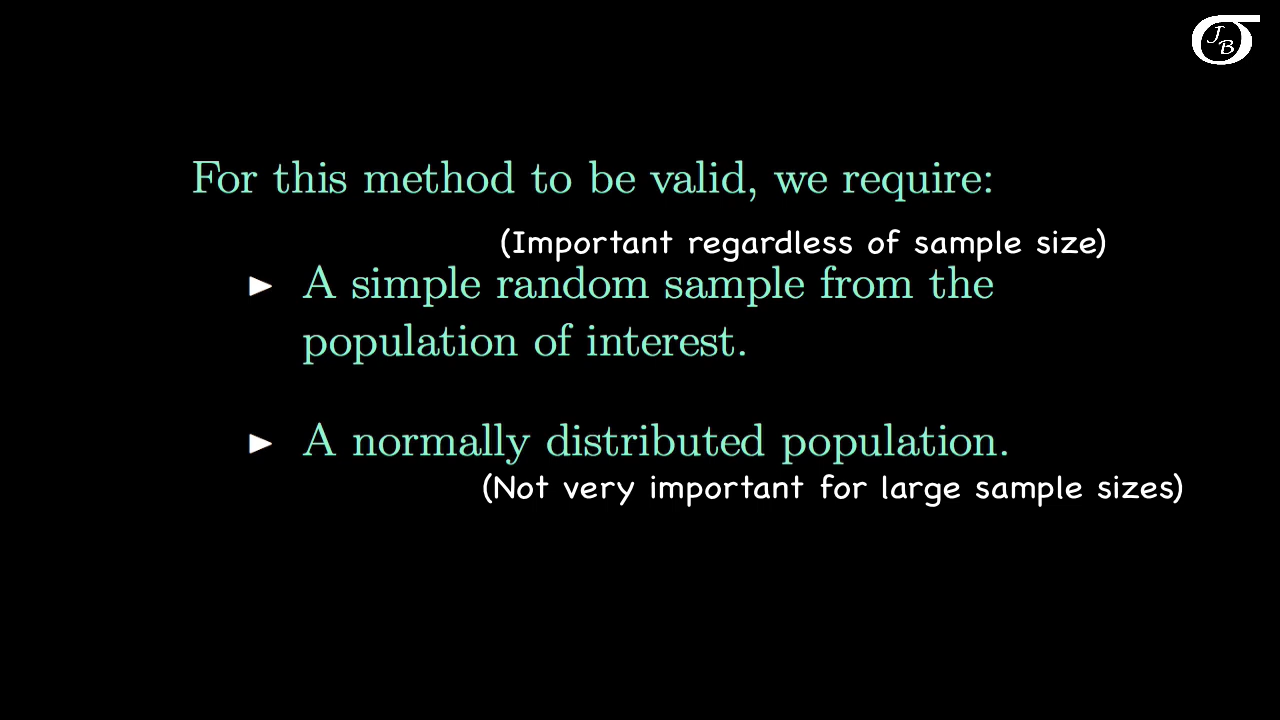 JB
For this method to be valid, we require:
(Important regardless of sample size)
► A simple random sample from the
population of interest.
► A normally distributed population.
(Not very important for large sample sizes)